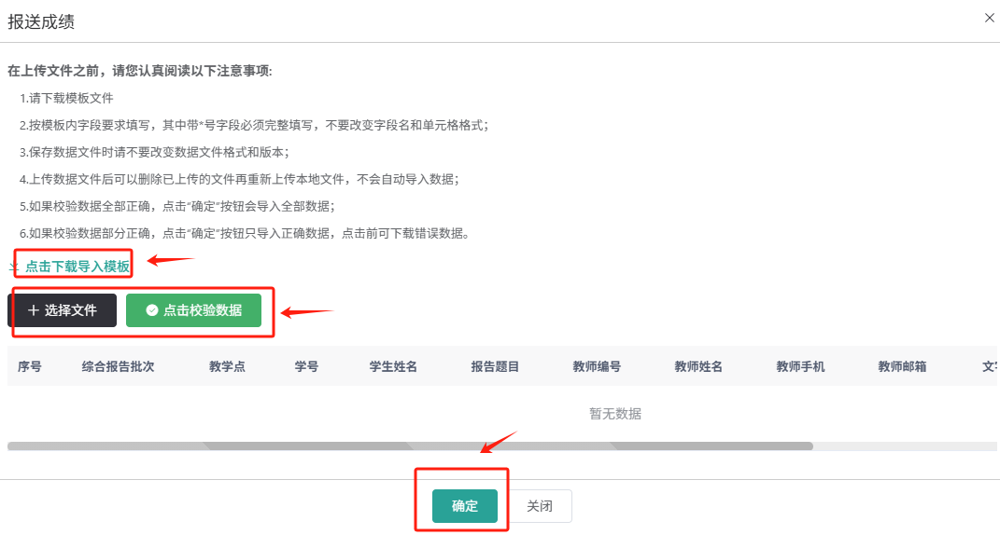 报送成绩
在上传文件之前，请您认真阅读以下注意事项:
1.请下载模板文件
2.按模板内字段要求填写，其中带*号字段必须完整填写，不要改变字段名和单元格格式；
3.保存数据文件时请不要改变数据文件格式和版本；
4.上传数据文件后可以删除已上传的文件再重新上传本地文件，不会自动导入数据；
5.如果校验数据全部正确，点击“确定”按钮会导入全部数据；
6.如果校验数据部分正确，点击“确定”按钮只导入正确数据，点击前可下载错误数据。
点击下载导入模板
选择文件 点击校验数据
序号 综合报告批次 教学点 学号 学生姓名 报告题目 教师编号 教师姓名 教师手机 教师邮箱 文
暂无数据
确定 关闭